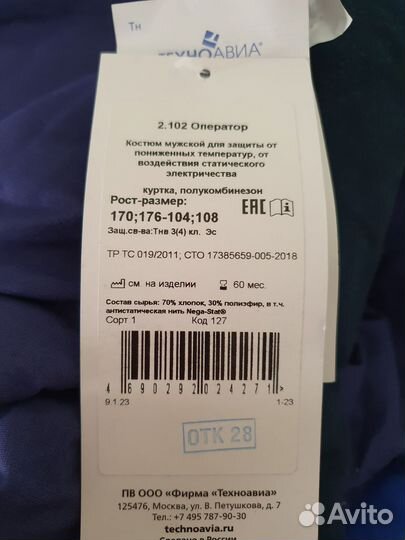 Тн
ТЕХНОАВИА®
2.102 Оператор
Костюм мужской для защиты от
пониженных температур, от
воздействия статического
электричества
куртка, полукомбинезон
Рост-размер:
170;176-104;108
EAC
Защ.св-ва:Тнв 3(4) кл. Эс
ТР ТС 019/2011; СТО 17385659-005-2018
см. на изделии
60 мес.
Состав сырья: 70% хлопок, 30% полиэфир, в т.ч.
антистатическая нить Nega-Stat®
Сорт 1 Код 127
4 690292 024271 >
9.1.23 1-23
ОТК 28
ПВ ООО «Фирма «Техноавиа»
125476, Москва, ул. В. Петушкова, д. 7
Тел.: +7 495 787-90-30
technoavia.ru
Сделано в России
Avito